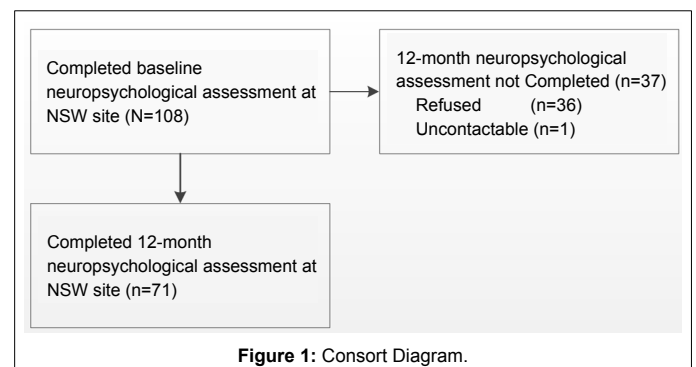 Completed baseline
neuropsychological assessment at
NSW site (N=108)
12-month neuropsychological
assessment not Completed (n=37)
Refused (n=36)
Uncontactable (n=1)
Completed 12-month
neuropsychological assessment at
NSW site (n=71)
Figure 1: Consort Diagram.